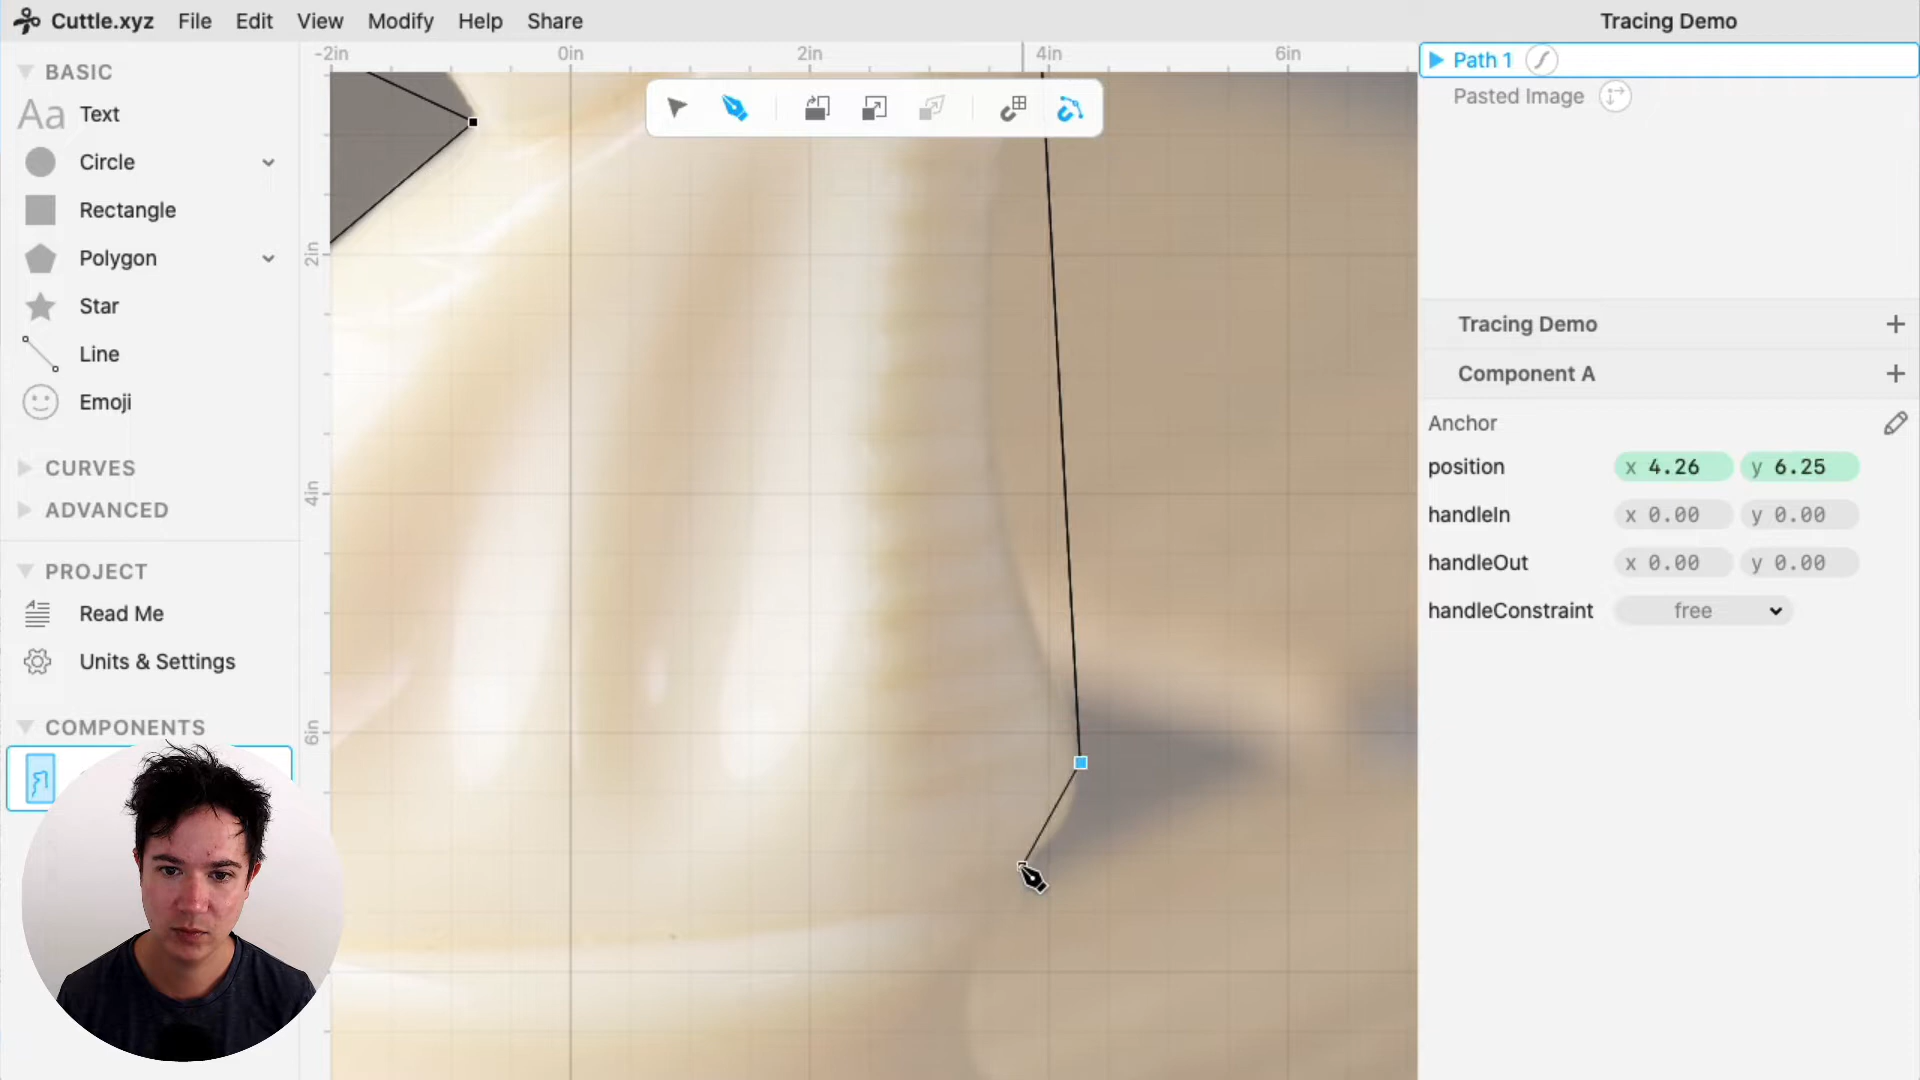 Cuttle.xyz File Edit View Modify Help Share Tracing Demo
-2in 0in 2in 4in 6in
BASIC
Aa Text
Circle
Rectangle
Polygon
Star
Line
Emoji
CURVES
ADVANCED
PROJECT
Read Me
Units & Settings
COMPONENTS
2in
4in
6in
Path 1
Pasted Image
Tracing Demo
Component A
Anchor
position x 4.26 y 6.25
handleIn x 0.00 y 0.00
handleOut x 0.00 y 0.00
handleConstraint free